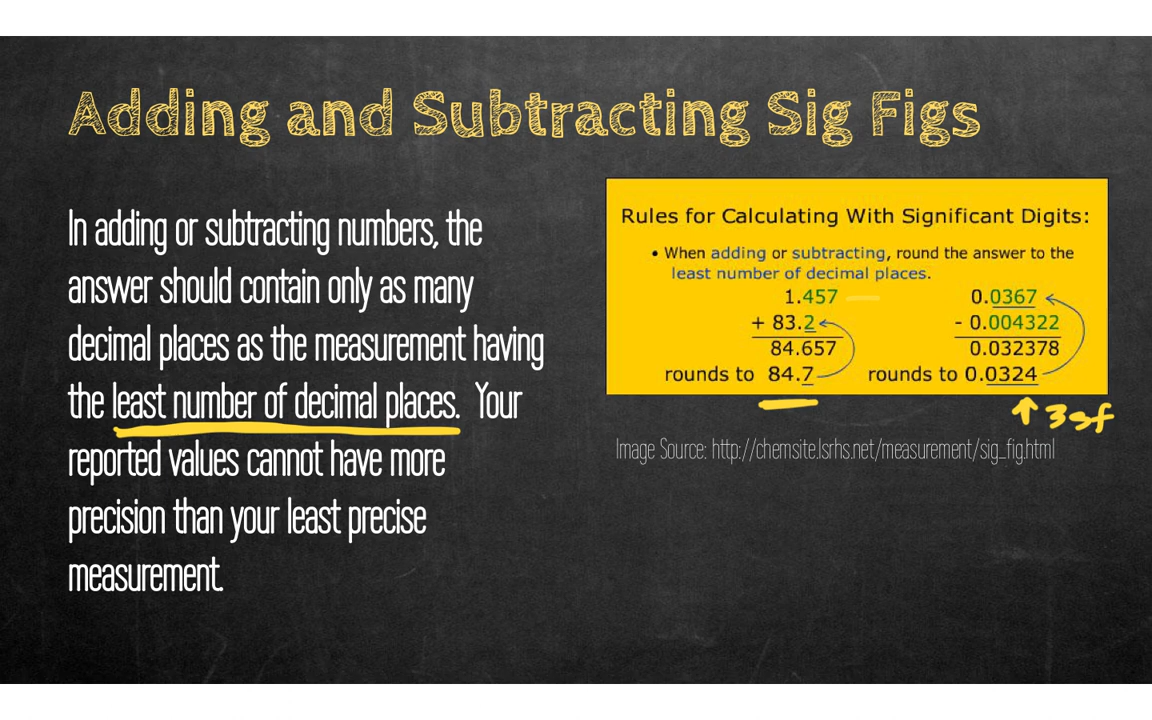 Adding and Subtracting Sig Figs
In adding or subtracting numbers, the
answer should contain only as many
decimal places as the measurement having
the least number of decimal places. Your
reported values cannot have more
precision than your least precise
measurement.
Rules for Calculating With Significant Digits:
• When adding or subtracting, round the answer to the
least number of decimal places.
1.457
+ 83.2
84.657
rounds to 84.7
0.0367
- 0.004322
0.032378
rounds to 0.0324
3 sf
Image Source: http://chemsite.lsrhs.net/measurement/sig_fig.html